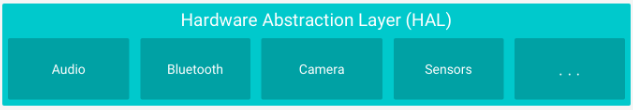 Hardware Abstraction Layer (HAL)
Audio
Bluetooth
Camera
Sensors
. . .